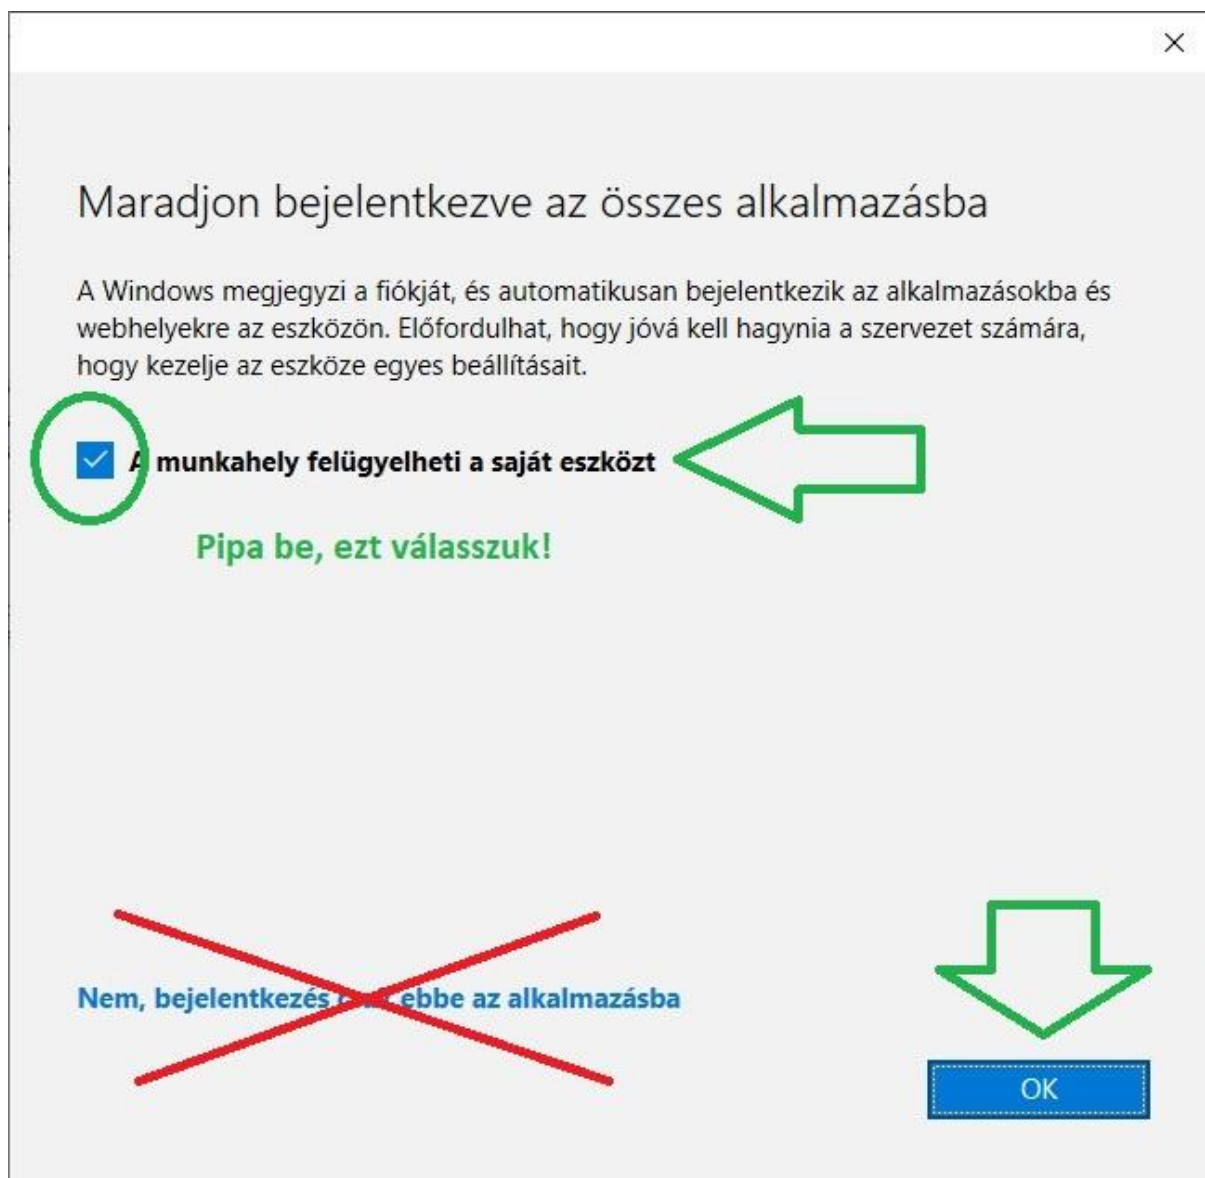 Maradjon bejelentkezve az összes alkalmazásba
A Windows megjegyzi a fiókját, és automatikusan bejelentkezik az alkalmazásokba és
webhelyekre az eszközön. Előfordulhat, hogy jóvá kell hagynia a szervezet számára,
hogy kezelje az eszköze egyes beállításait.
A munkahely felügyelheti a saját eszközt
Pipa be, ezt válasszuk!
Nem, bejelentkezés ebbe az alkalmazásba
OK